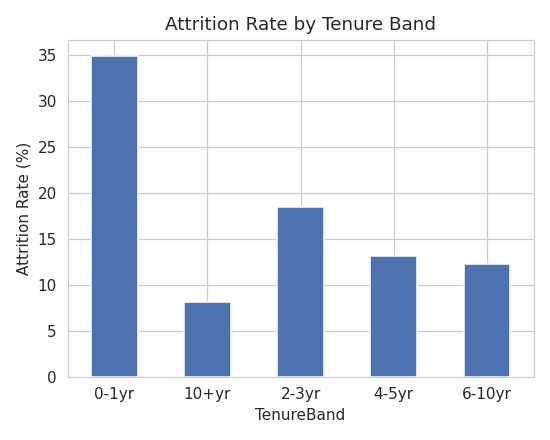 Attrition Rate by Tenure Band
Attrition Rate (%)
35
30
25
20
15
10
5
0
0-1yr 10+yr 2-3yr 4-5yr 6-10yr
TenureBand